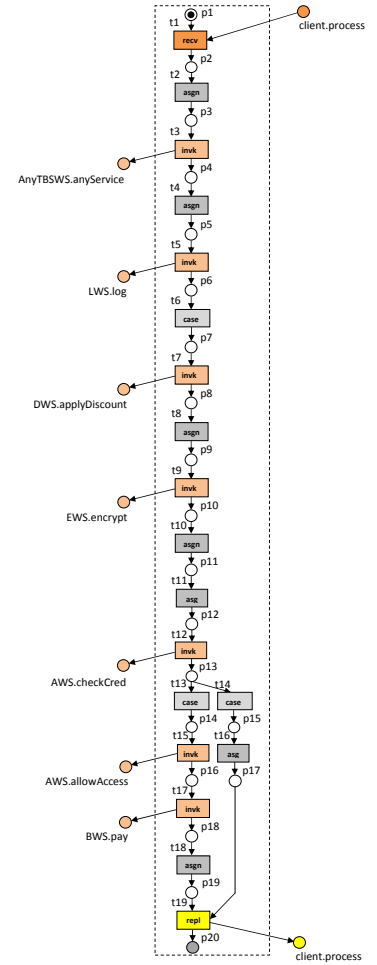 p1
t1
client.process
recv
p2
t2
asgn
p3
t3
invk
AnyTBSWS.anyService
p4
t4
asgn
p5
t5
invk
LWS.log
p6
t6
case
p7
t7
invk
DWS.applyDiscount
p8
t8
asgn
p9
t9
invk
EWS.encrypt
p10
t10
asgn
p11
t11
asg
p12
t12
invk
AWS.checkCred
p13
t13 t14
case case
p14 p15
t15 t16
invk asg
AWS.allowAccess
p16 p17
t17
invk
BWS.pay
p18
t18
asgn
p19
t19
repl
p20
client.process